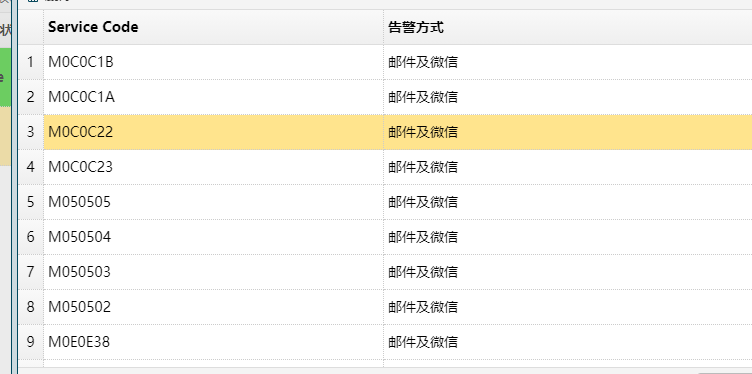 状
e
Service Code 告警方式
1 M0C0C1B 邮件及微信
2 M0C0C1A 邮件及微信
3 M0C0C22 邮件及微信
4 M0C0C23 邮件及微信
5 M050505 邮件及微信
6 M050504 邮件及微信
7 M050503 邮件及微信
8 M050502 邮件及微信
9 M0E0E38 邮件及微信